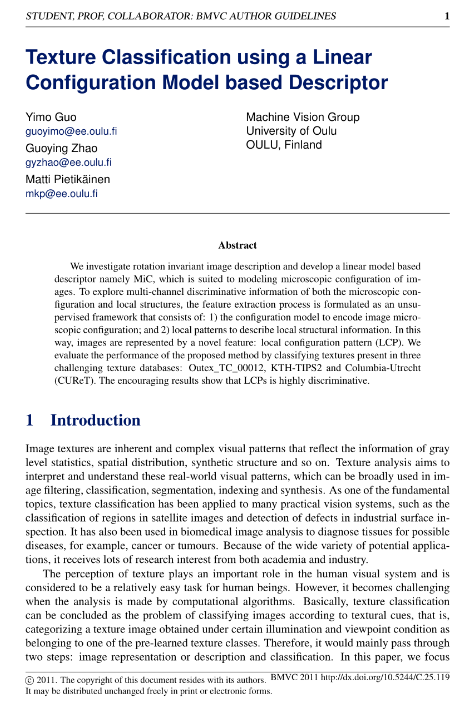 STUDENT, PROF, COLLABORATOR: BMVC AUTHOR GUIDELINES 1
Texture Classification using a Linear
Configuration Model based Descriptor
Yimo Guo
guoyimo@ee.oulu.fi
Guoying Zhao
gyzhao@ee.oulu.fi
Matti Pietikäinen
mkp@ee.oulu.fi
Machine Vision Group
University of Oulu
OULU, Finland
Abstract
We investigate rotation invariant image description and develop a linear model based
descriptor namely MiC, which is suited to modeling microscopic configuration of im-
ages. To explore multi-channel discriminative information of both the microscopic con-
figuration and local structures, the feature extraction process is formulated as an unsu-
pervised framework that consists of: 1) the configuration model to encode image micro-
scopic configuration; and 2) local patterns to describe local structural information. In this
way, images are represented by a novel feature: local configuration pattern (LCP). We
evaluate the performance of the proposed method by classifying textures present in three
challenging texture databases: Outex_TC_00012, KTH-TIPS2 and Columbia-Utrecht
(CUReT). The encouraging results show that LCPs is highly discriminative.
1 Introduction
Image textures are inherent and complex visual patterns that reflect the information of gray
level statistics, spatial distribution, synthetic structure and so on. Texture analysis aims to
interpret and understand these real-world visual patterns, which can be broadly used in im-
age filtering, classification, segmentation, indexing and synthesis. As one of the fundamental
topics, texture classification has been applied to many practical vision systems, such as the
classification of regions in satellite images and detection of defects in industrial surface in-
spection. It has also been used in biomedical image analysis to diagnose tissues for possible
diseases, for example, cancer or tumours. Because of the wide variety of potential applica-
tions, it receives lots of research interest from both academia and industry.
The perception of texture plays an important role in the human visual system and is
considered to be a relatively easy task for human beings. However, it becomes challenging
when the analysis is made by computational algorithms. Basically, texture classification
can be concluded as the problem of classifying images according to textural cues, that is,
categorizing a texture image obtained under certain illumination and viewpoint condition as
belonging to one of the pre-learned texture classes. Therefore, it would mainly pass through
two steps: image representation or description and classification. In this paper, we focus
© 2011. The copyright of this document resides with its authors. BMVC 2011 http://dx.doi.org/10.5244/C.25.119
It may be distributed unchanged freely in print or electronic forms.